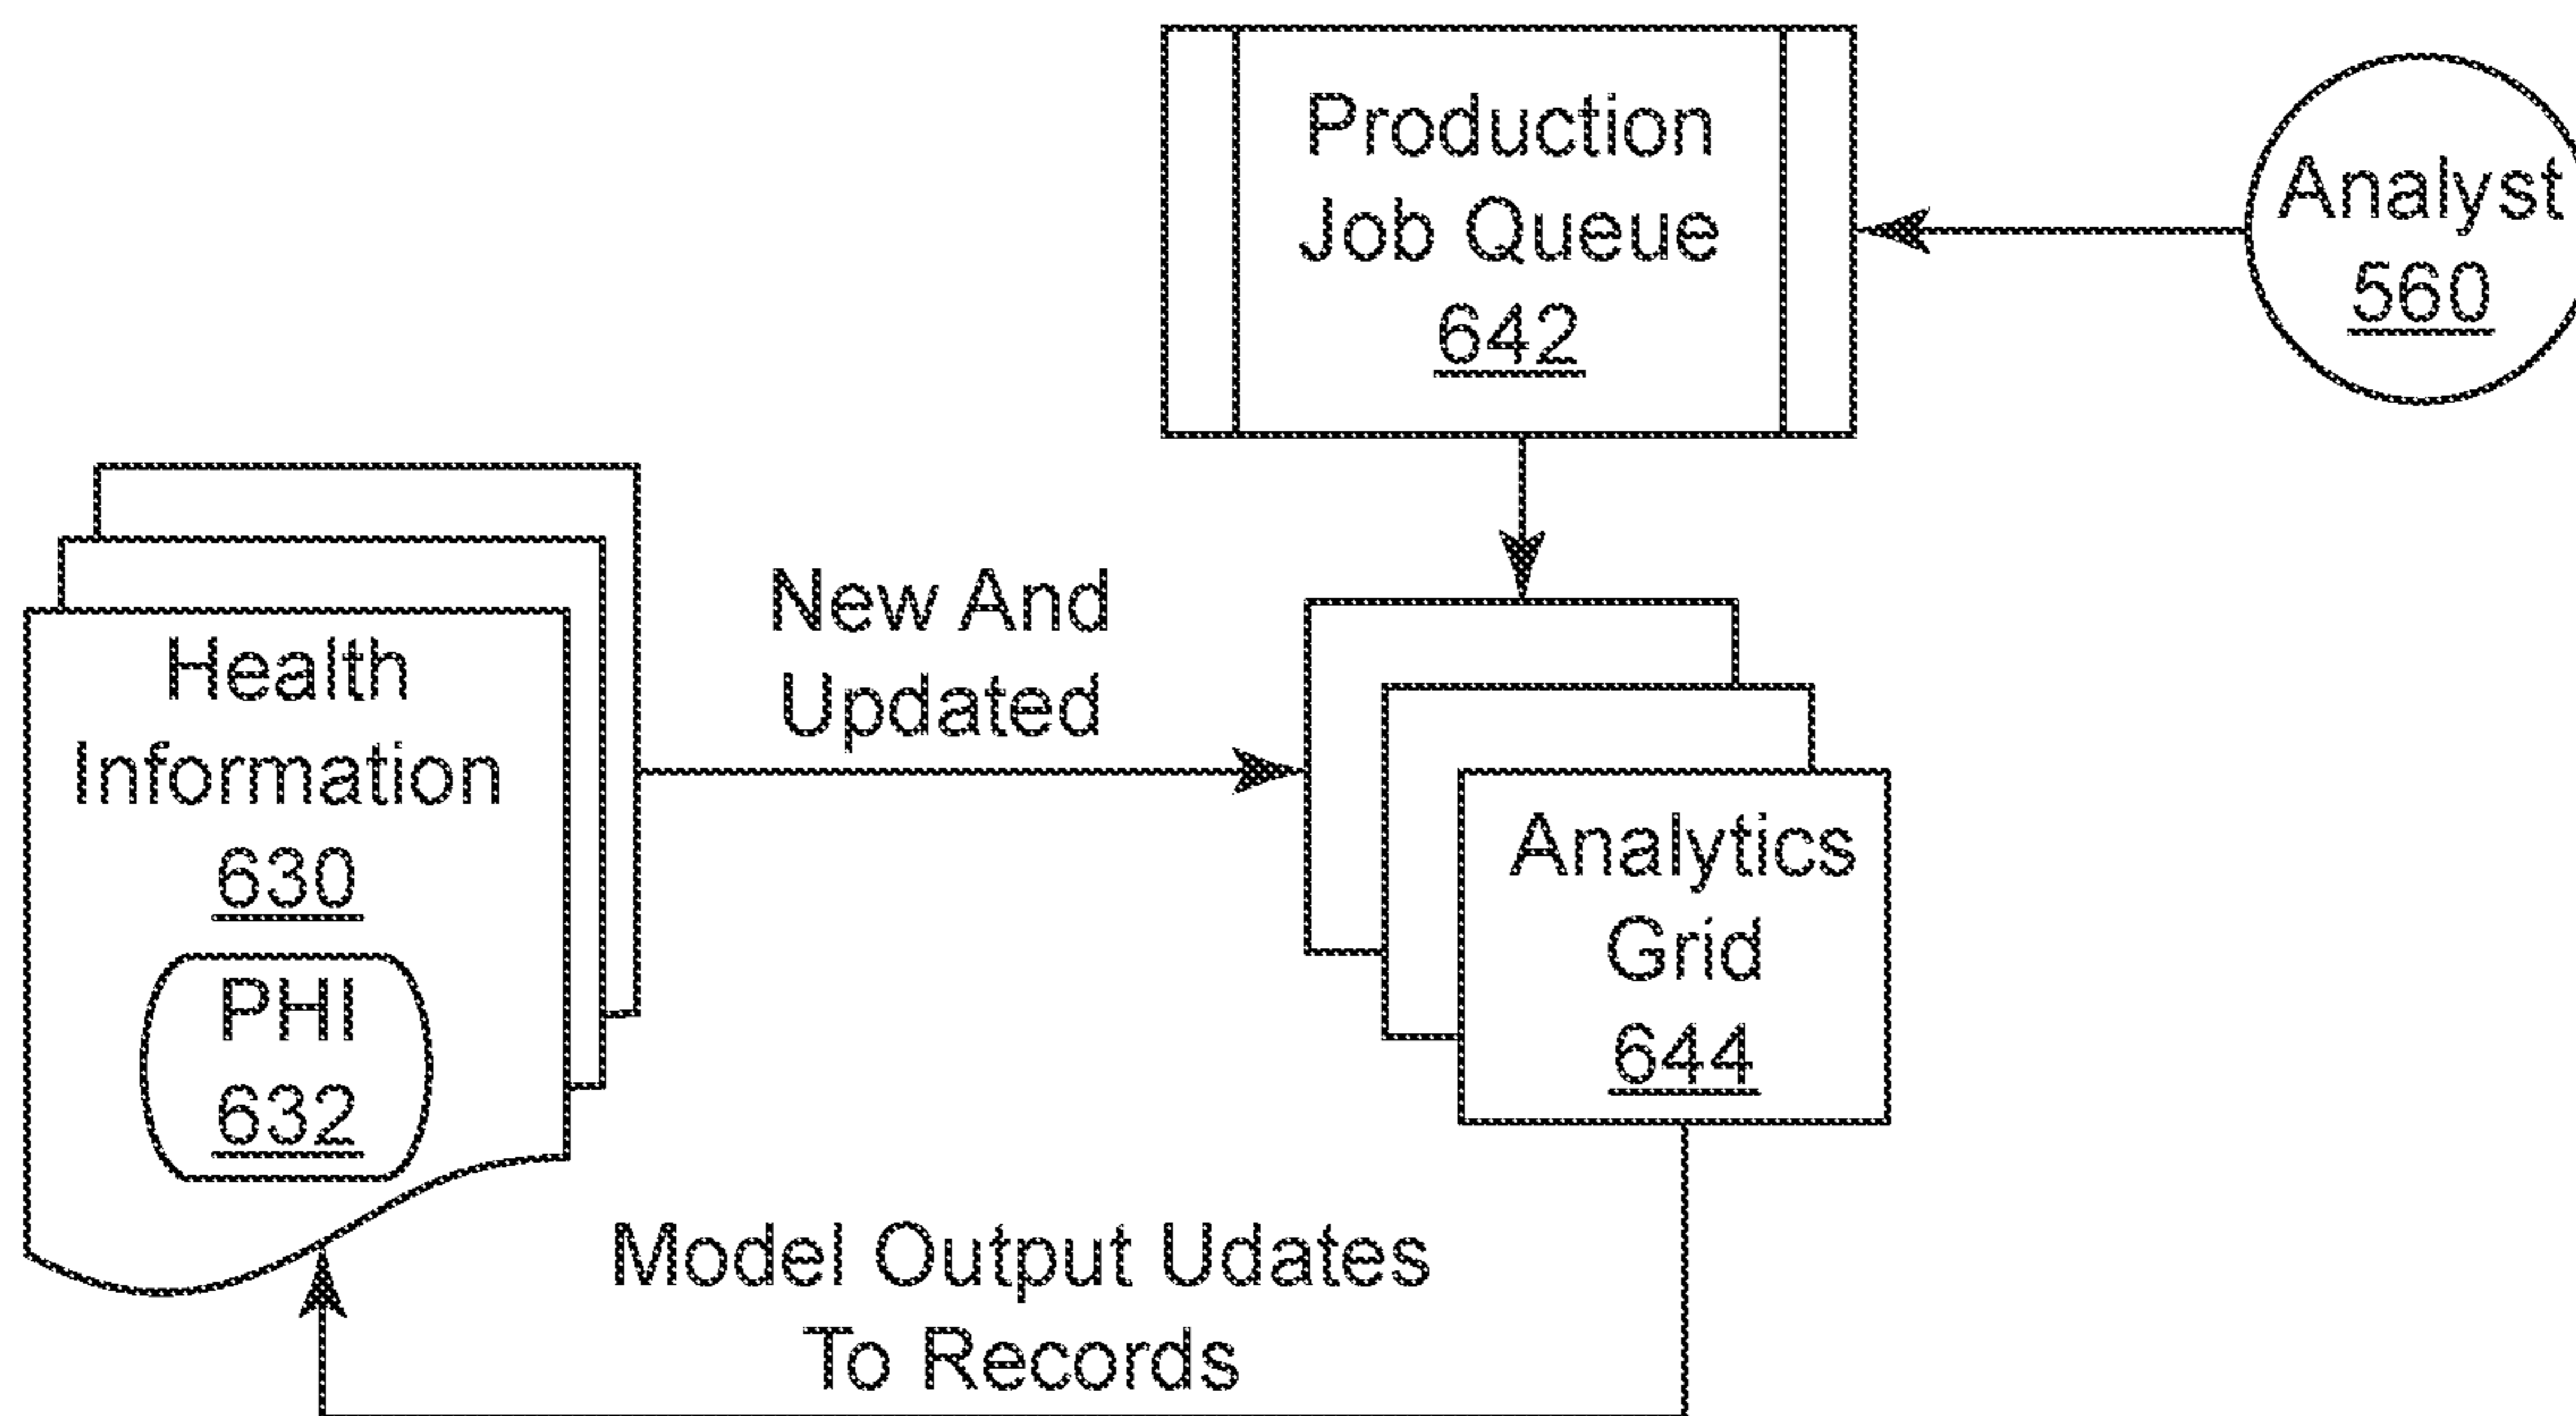 Production
Job Queue
642
Analyst
560
Health
Information
630
PHI
632
New And
Updated
Analytics
Grid
644
Model Output Udates
To Records